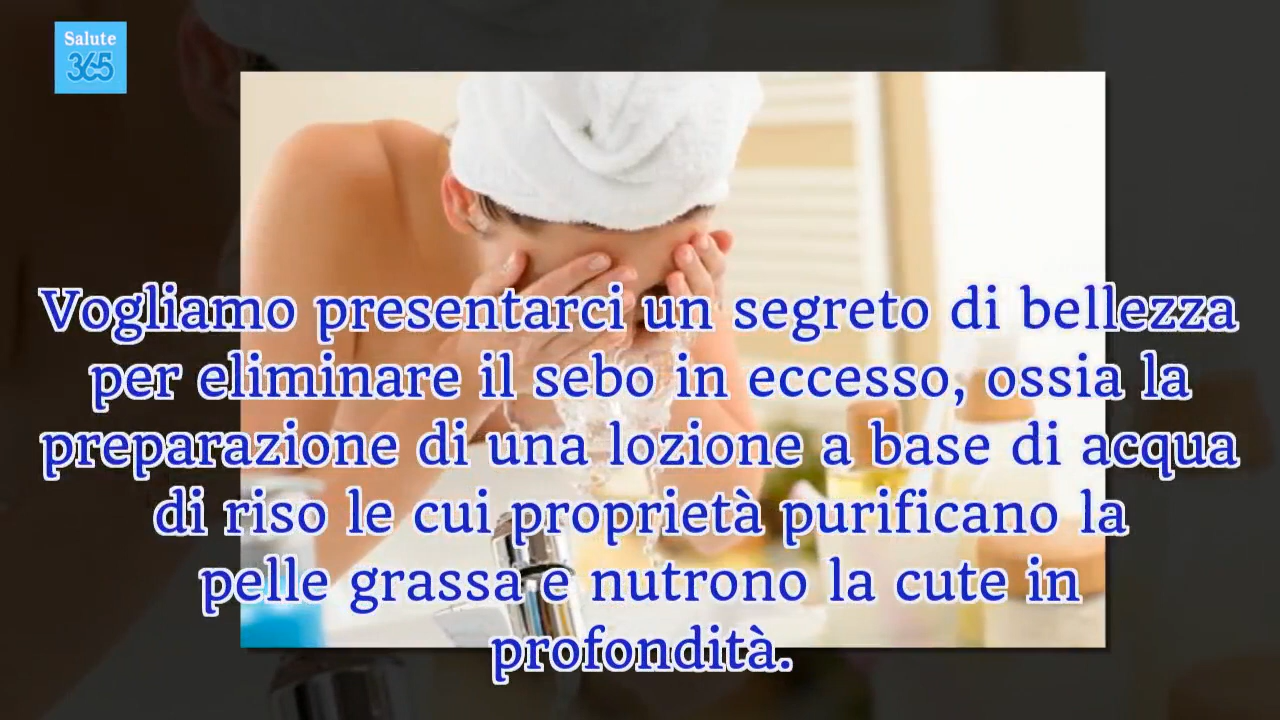 Salute
365
Vogliamo presentarci un segreto di bellezza
per eliminare il sebo in eccesso, ossia la
preparazione di una lozione a base di acqua
di riso le cui proprietà purificano la
pelle grassa e nutrono la cute in
profondità.